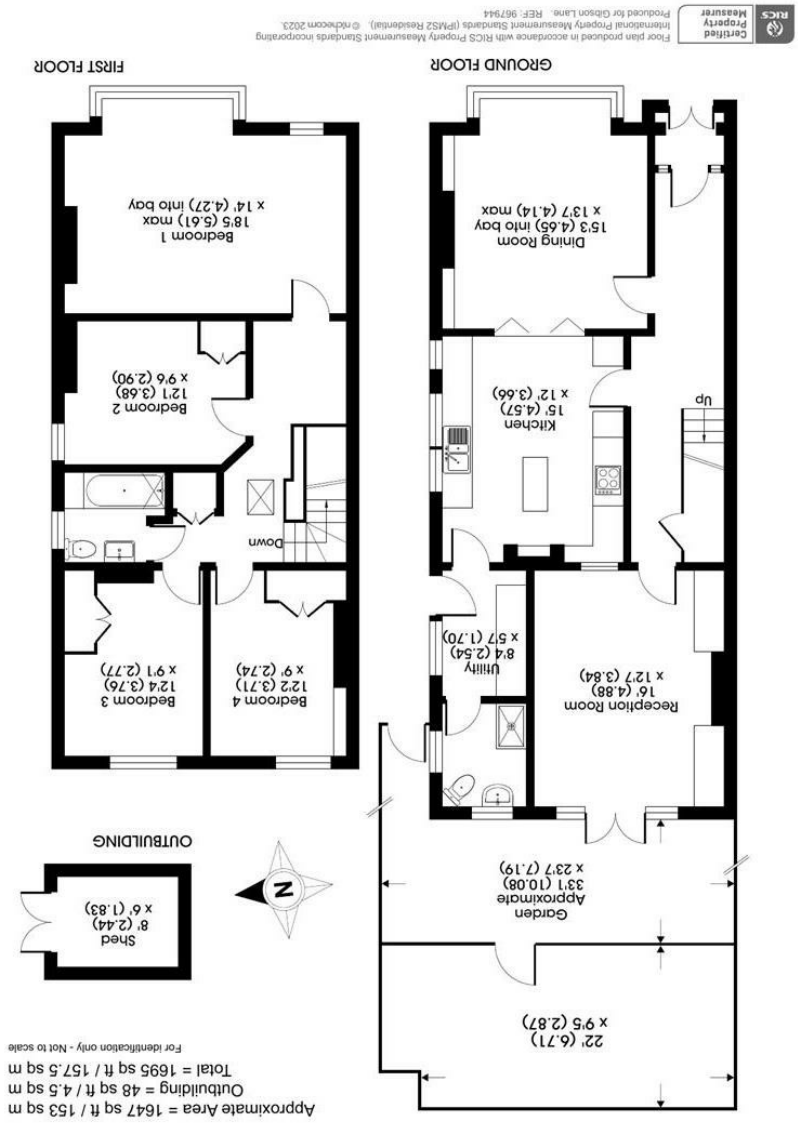 Approximate Area = 1647 sq ft / 153 sq m
Outbuilding = 48 sq ft / 4.5 sq m
Total = 1695 sq ft / 157.5 sq m
For identification only - Not to scale
22' (6.71)
x 9'5 (2.87)
Garden
Approximate
33'1 (10.08)
x 23'7 (7.19)
Shed
8' (2.44)
x 6' (1.83)
N
OUTBUILDING
Reception Room
16' (4.88)
x 12'7 (3.84)
Utility
8'4 (2.54)
x 5'7 (1.70)
Bedroom 4
12'2 (3.71)
x 9' (2.74)
Bedroom 3
12'4 (3.76)
x 9'1 (2.77)
Up
Kitchen
15' (4.57)
x 12' (3.66)
Down
Bedroom 2
12'1 (3.68)
x 9'6 (2.90)
Dining Room
15'3 (4.65) into bay
x 13'7 (4.14) max
Bedroom 1
18'5 (5.61) max
x 14' (4.27) into bay
GROUND FLOOR
FIRST FLOOR
RICS
Certified
Property
Measurer
Floor plan produced in accordance with RICS Property Measurement Standards incorporating
International Property Measurement Standards (IPMS2 Residential). © nichecom 2023.
Produced for Gibson Lane. REF: 967944